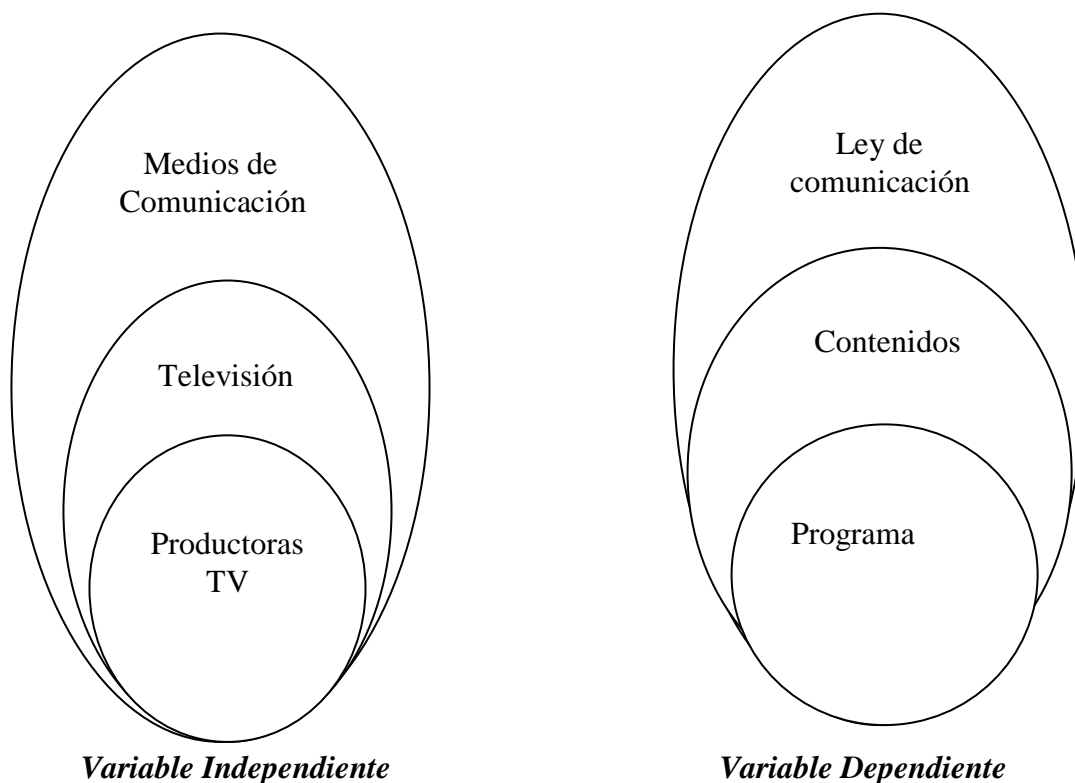 Medios de
Comunicación
Televisión
Productoras
TV
Variable Independiente
Ley de
comunicación
Contenidos
Programa
Variable Dependiente